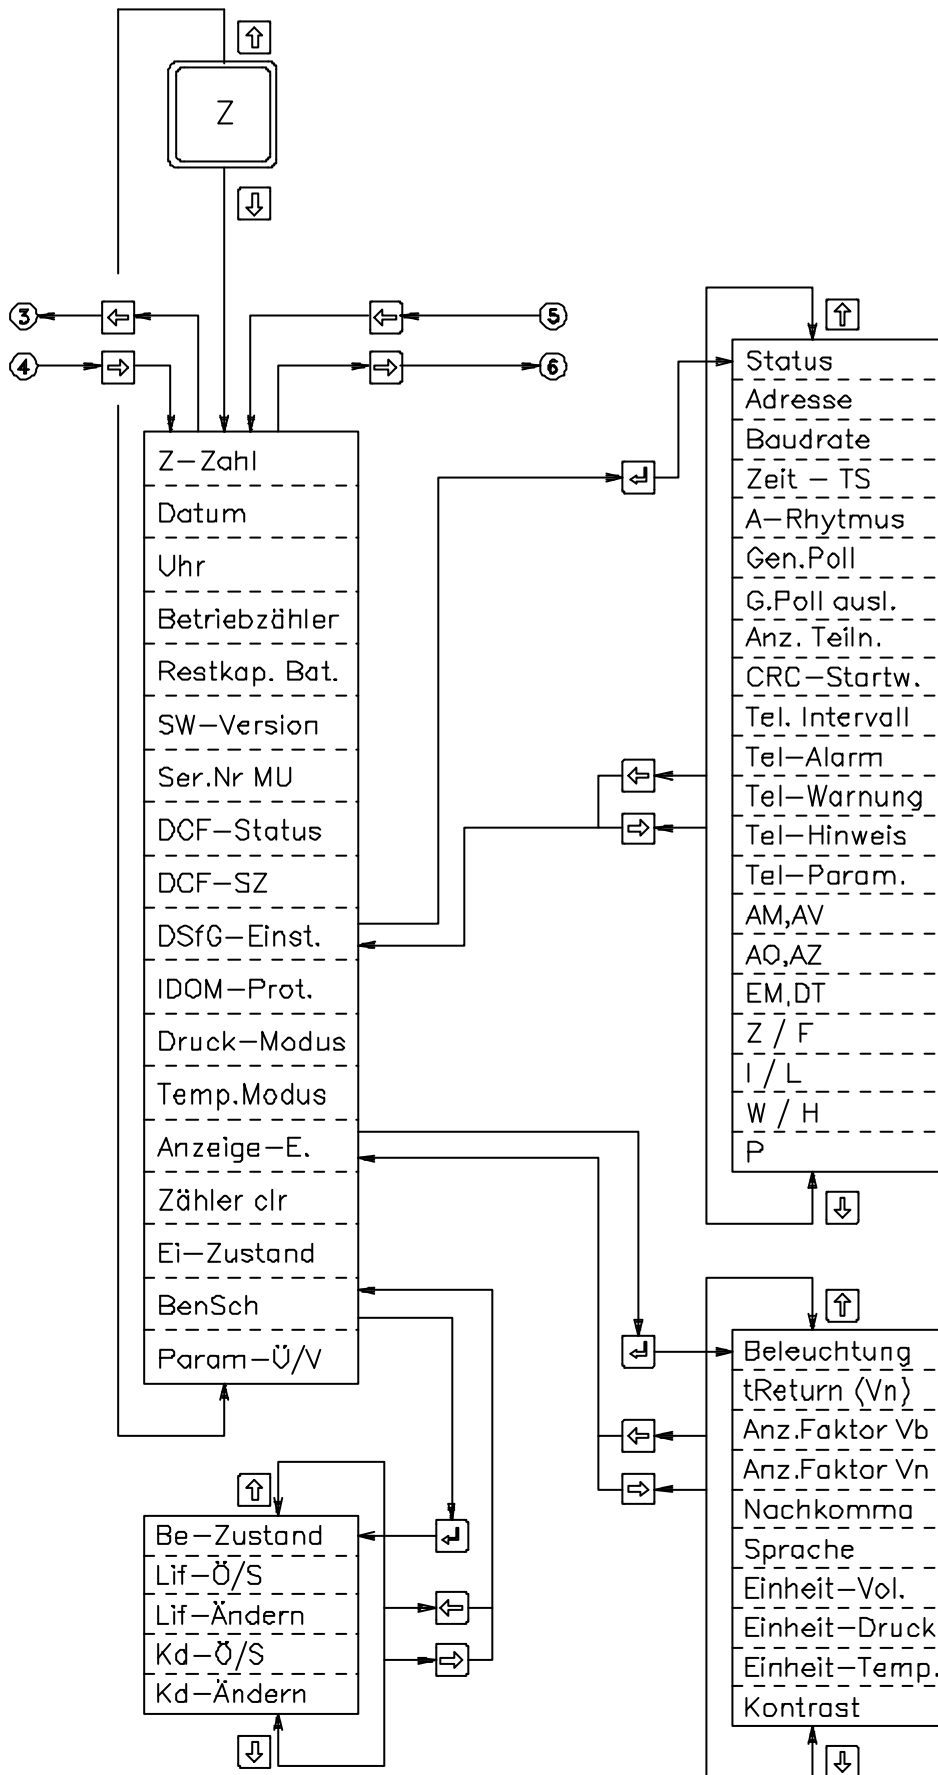 Z
3
5
4
6
Z-Zahl
Datum
Uhr
Betriebzähler
Restkap. Bat.
SW-Version
Ser.Nr MU
DCF-Status
DCF-SZ
DSfG-Einst.
IDOM-Prot.
Druck-Modus
Temp.Modus
Anzeige-E.
Zähler clr
Ei-Zustand
BenSch
Param-Ü/V
Be-Zustand
Lif-Ö/S
Lif-Ändern
Kd-Ö/S
Kd-Ändern
Status
Adresse
Baudrate
Zeit - TS
A-Rhytmus
Gen.Poll
G.Poll ausl.
Anz. Teiln.
CRC-Startw.
Tel. Intervall
Tel-Alarm
Tel-Warnung
Tel-Hinweis
Tel-Param.
AM,AV
AO,AZ
EM,DT
Z / F
I / L
W / H
P
Beleuchtung
tReturn (Vn)
Anz.Faktor Vb
Anz.Faktor Vn
Nachkomma
Sprache
Einheit-Vol.
Einheit-Druck
Einheit-Temp.
Kontrast